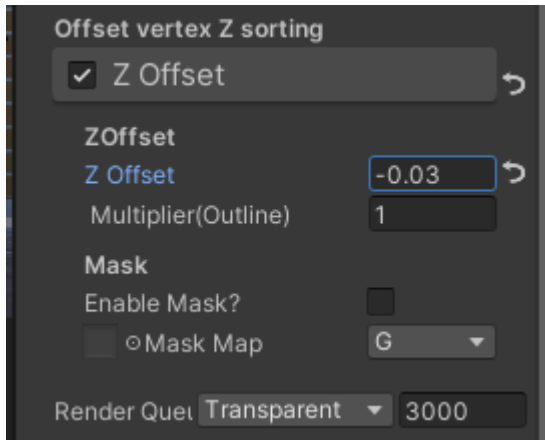 Offset vertex Z sorting
Z Offset
ZOffset
Z Offset -0.03
Multiplier(Outline) 1
Mask
Enable Mask?
Mask Map G
Render Queu Transparent 3000